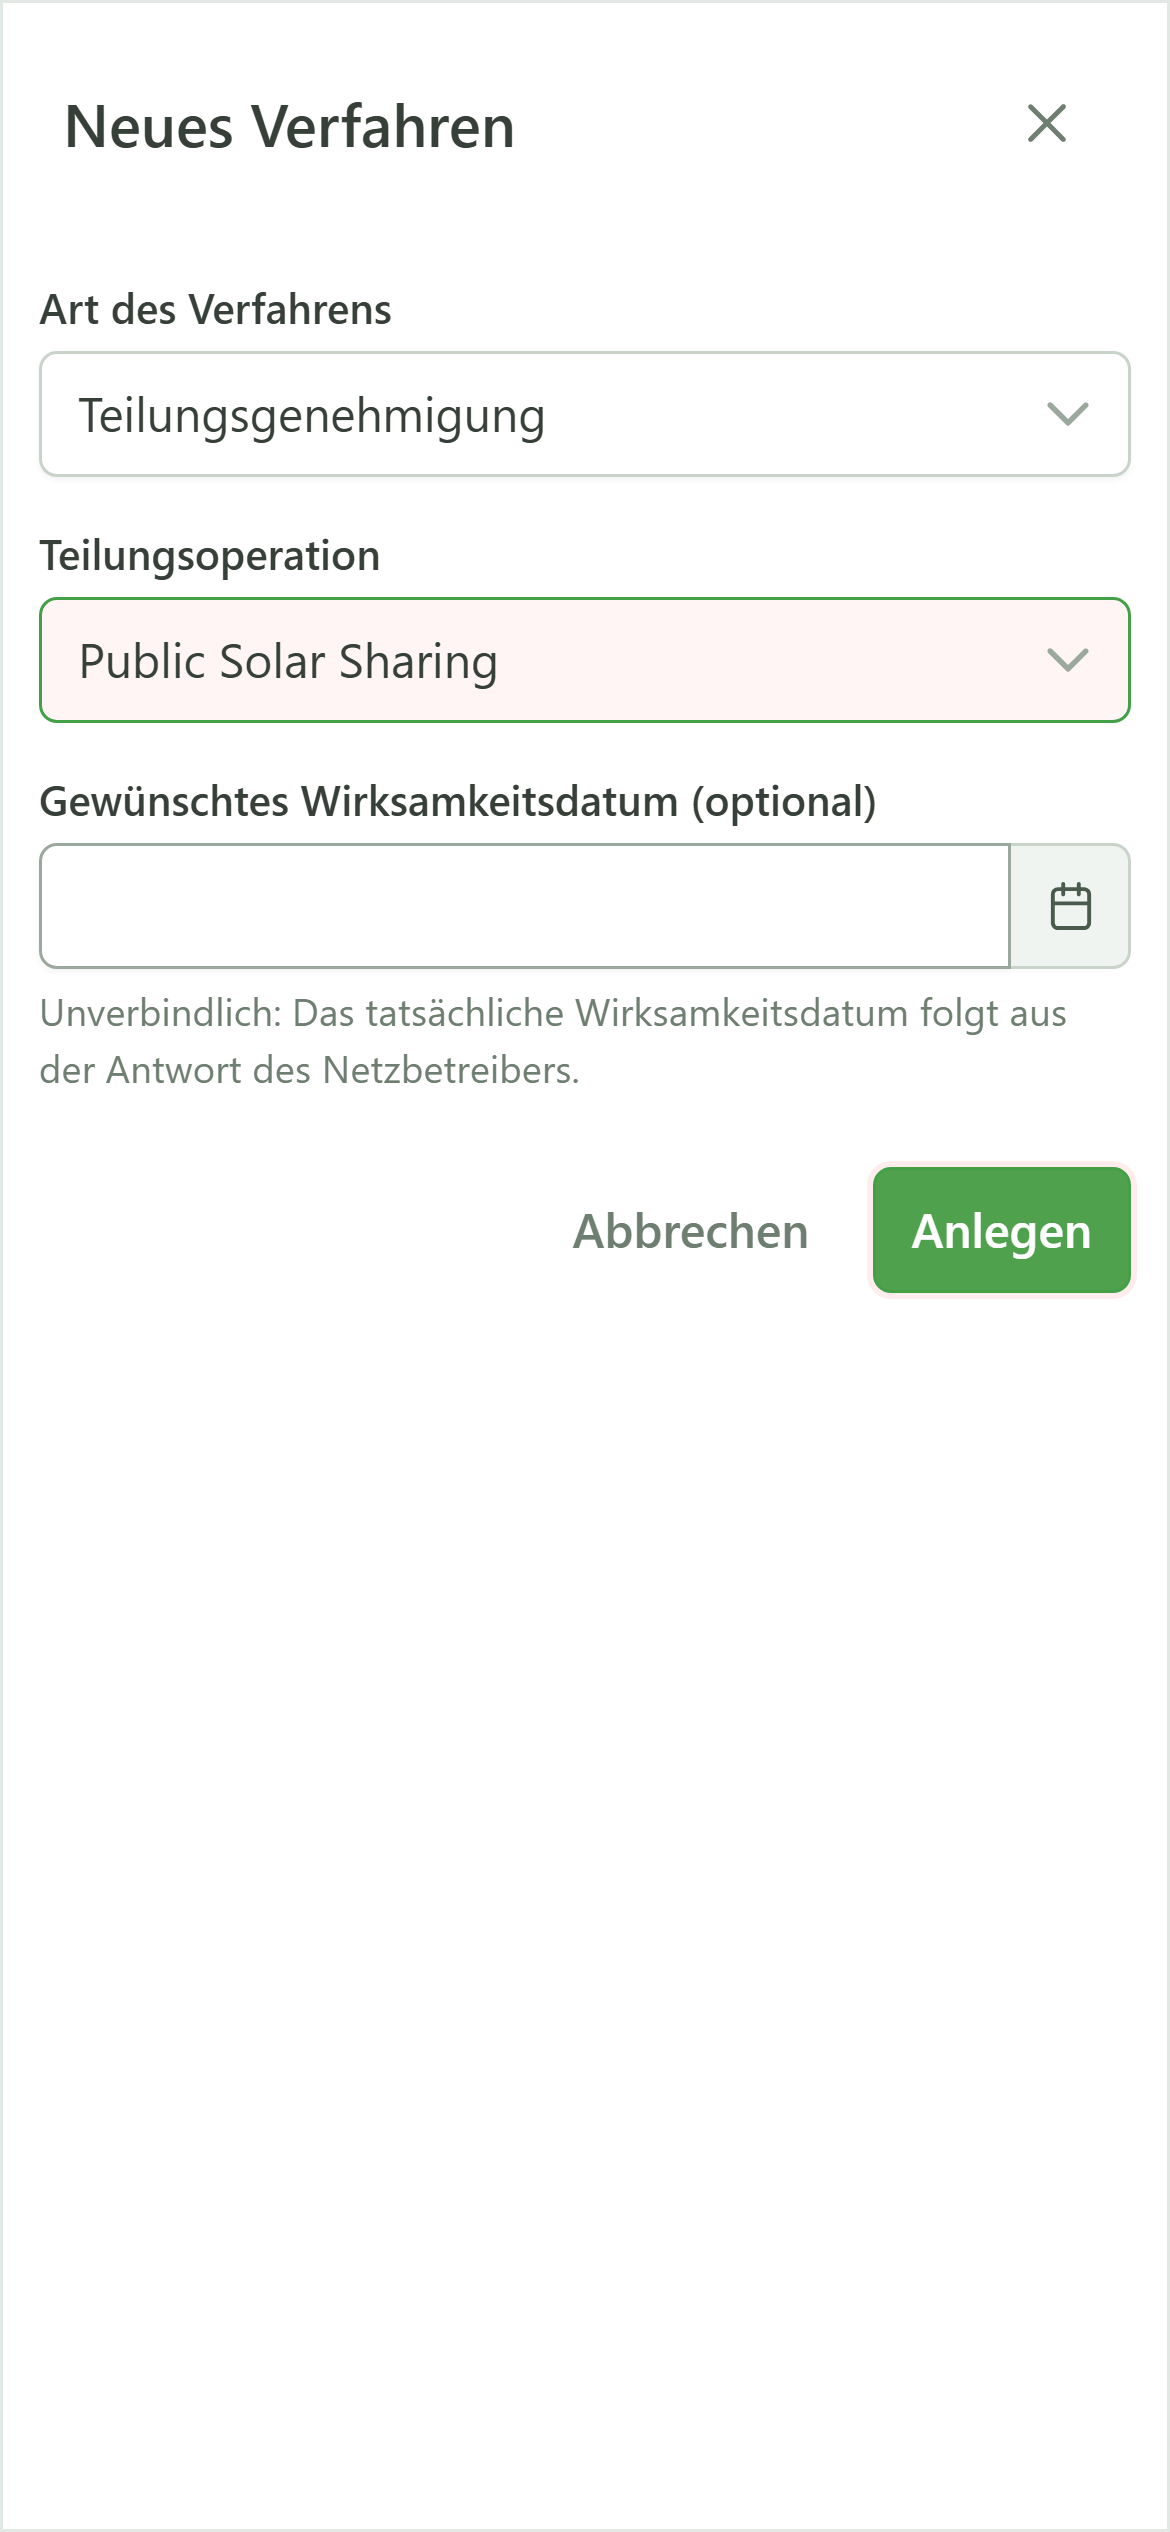 Neues Verfahren
Art des Verfahrens
Teilungsgenehmigung
Teilungsoperation
Public Solar Sharing
Gewünschtes Wirksamkeitsdatum (optional)
Unverbindlich: Das tatsächliche Wirksamkeitsdatum folgt aus
der Antwort des Netzbetreibers.
Abbrechen
Anlegen